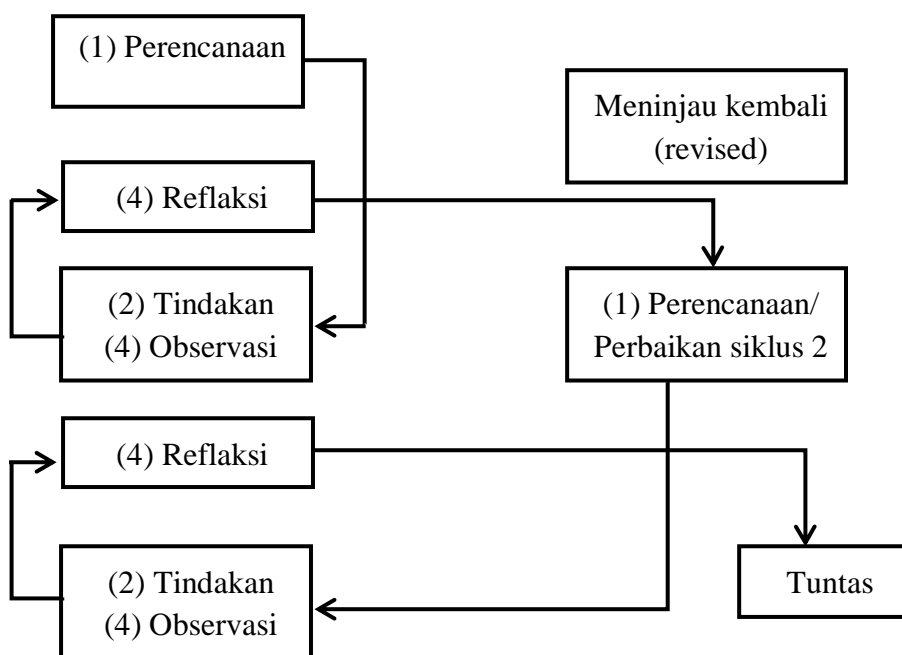 (1) Perencanaan
Meninjau kembali
(revised)
(4) Reflaksi
(2) Tindakan
(4) Observasi
(1) Perencanaan/
Perbaikan siklus 2
(4) Reflaksi
(2) Tindakan
(4) Observasi
Tuntas